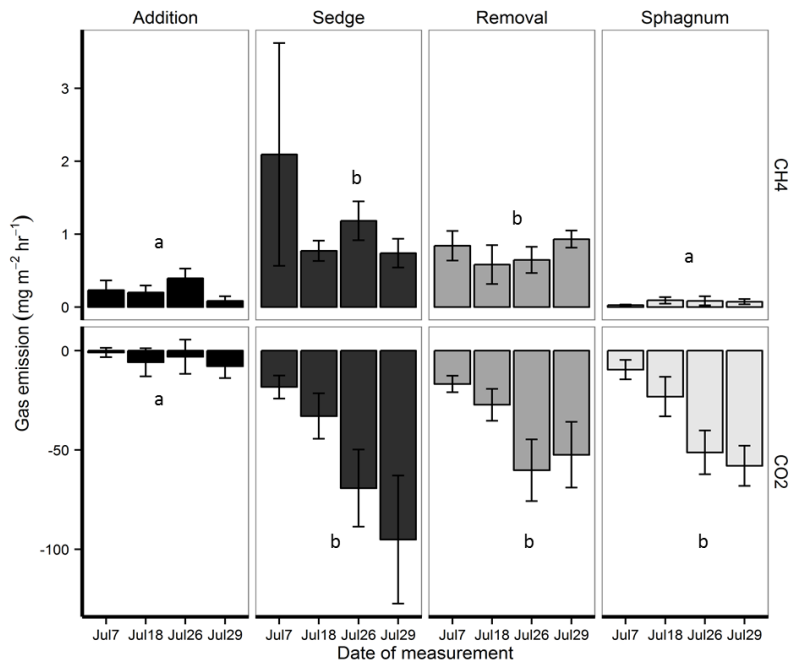 Addition Sedge Removal Sphagnum
3
2
1
0
a
b
b
a
CH4
Gas emission (mg m−2 hr−1)
0
-50
-100
a
b
b
b
CO2
Jul7 Jul18 Jul26 Jul29 Jul7 Jul18 Jul26 Jul29 Jul7 Jul18 Jul26 Jul29 Jul7 Jul18 Jul26 Jul29
Date of measurement